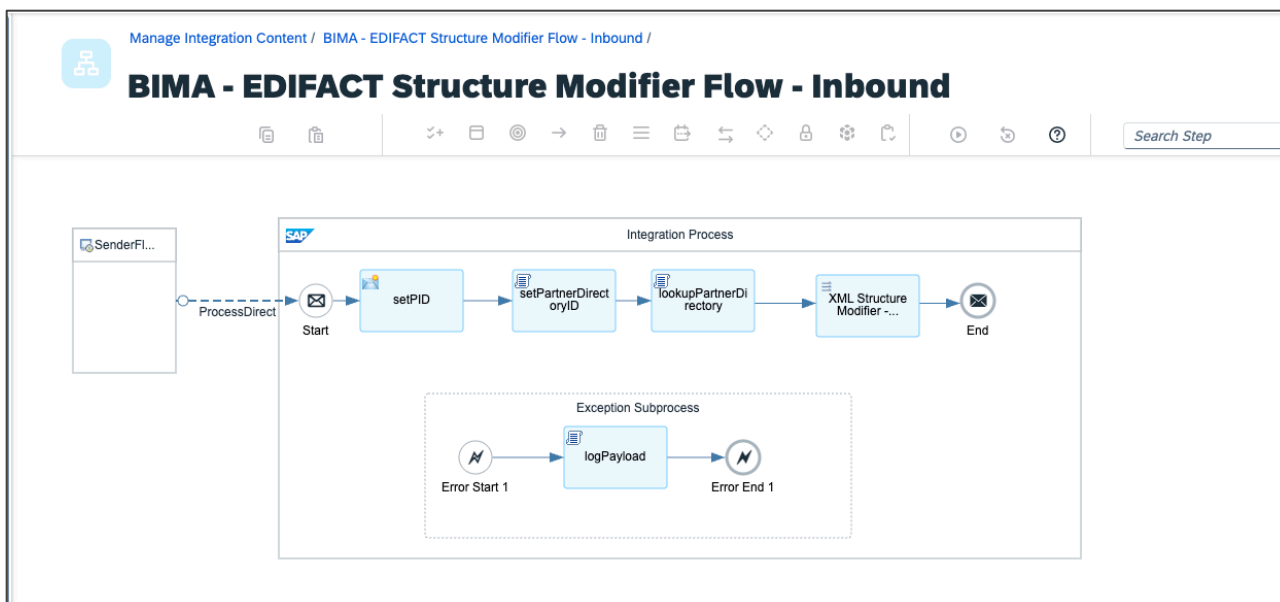 Manage Integration Content / BIMA - EDIFACT Structure Modifier Flow - Inbound /
BIMA - EDIFACT Structure Modifier Flow - Inbound
Search Step
SenderFl...
ProcessDirect
SAP
Integration Process
Start
setPID
setPartnerDirect
oryID
lookupPartnerDi
rectory
XML Structure
Modifier -...
End
Exception Subprocess
Error Start 1
logPayload
Error End 1